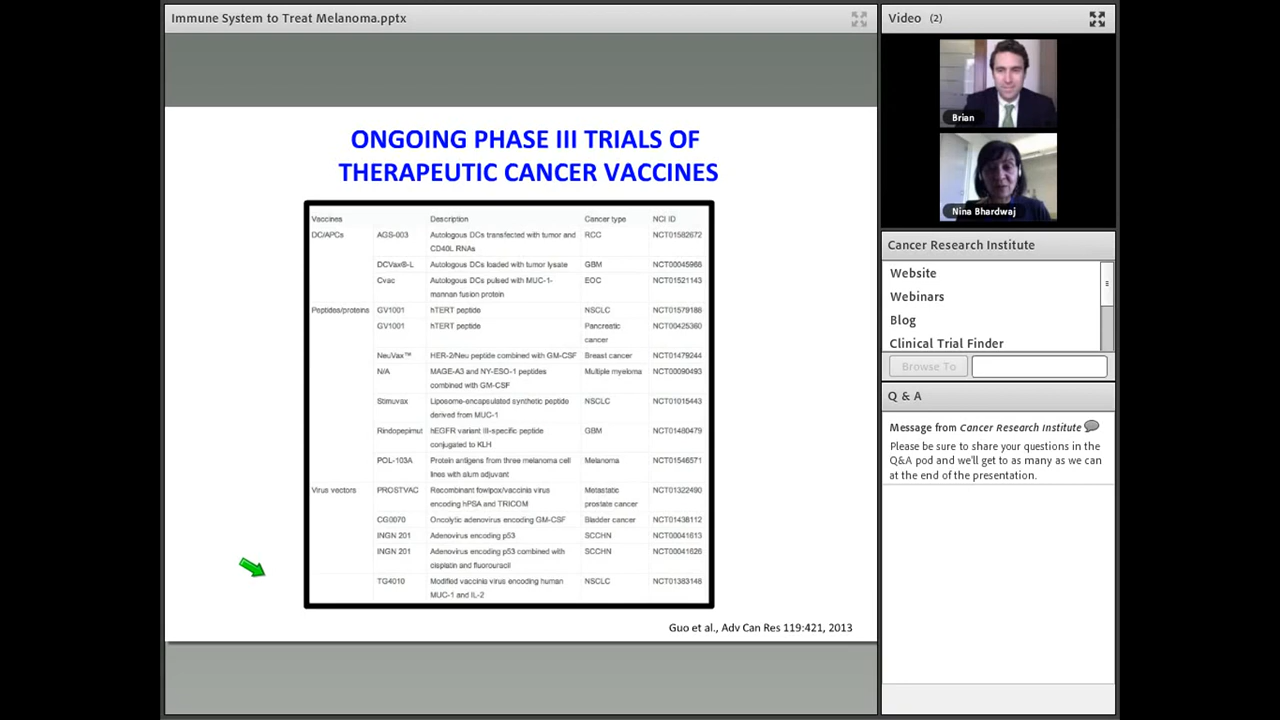 Immune System to Treat Melanoma.pptx
ONGOING PHASE III TRIALS OF
THERAPEUTIC CANCER VACCINES
Vaccines Description Cancer type NCI ID
DC/APCs AGS-003 Autologous DCs transfected with tumor and RCC NCT01582672
CD40L RNAs
DCVax®-L Autologous DCs loaded with tumor lysate GBM NCT00045968
Cvac Autologous DCs pulsed with MUC-1- EOC NCT01521143
mannan fusion protein
Peptides/proteins GV1001 hTERT peptide NSCLC NCT01579188
GV1001 hTERT peptide Pancreatic NCT00425360
cancer
NeuVax™ HER-2/Neu peptide combined with GM-CSF Breast cancer NCT01479244
N/A MAGE-A3 and NY-ESO-1 peptides Multiple myeloma NCT00090493
combined with GM-CSF
Stimuvax Liposome-encapsulated synthetic peptide NSCLC NCT01015443
derived from MUC-1
Rindopepimut hEGFR variant III-specific peptide GBM NCT01480479
conjugated to KLH
POL-103A Protein antigens from three melanoma cell Melanoma NCT01546571
lines with alum adjuvant
Virus vectors PROSTVAC Recombinant fowlpox/vaccinia virus Metastatic NCT01322490
encoding hPSA and TRICOM prostate cancer
CG0070 Oncolytic adenovirus encoding GM-CSF Bladder cancer NCT01438112
INGN 201 Adenovirus encoding p53 SCCHN NCT00041613
INGN 201 Adenovirus encoding p53 combined with SCCHN NCT00041626
cisplatin and fluorouracil
TG4010 Modified vaccinia virus encoding human NSCLC NCT01383148
MUC-1 and IL-2
Guo et al., Adv Can Res 119:421, 2013
Video (2)
Brian
Nina Bhardwaj
Cancer Research Institute
Website
Webinars
Blog
Clinical Trial Finder
Browse To
Q & A
Message from Cancer Research Institute
Please be sure to share your questions in the
Q&A pod and we'll get to as many as we can
at the end of the presentation.